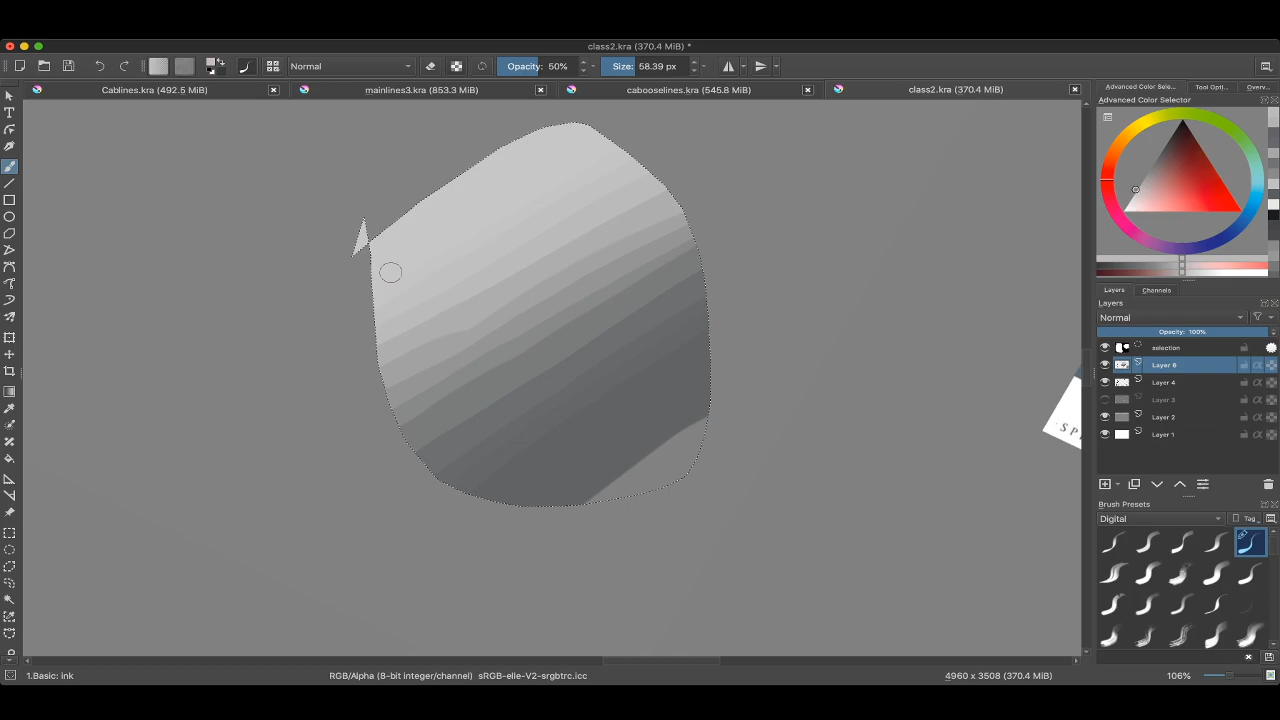 class2.kra (370.4 MiB) *
Normal
Opacity: 50%
Size: 58.39 px
Cablines.kra (492.5 MiB)
mainlines3.kra (853.3 MiB)
cabooselines.kra (545.8 MiB)
class2.kra (370.4 MiB)
Advanced Color Sele...
Tool Opti...
Overv...
Advanced Color Selector
Layers
Channels
Layers
Normal
Opacity: 100%
selection
Layer 6
Layer 4
Layer 3
Layer 2
Layer 1
Brush Presets
Digital
Tag
1.Basic: ink
RGB/Alpha (8-bit integer/channel) sRGB-elle-V2-srgbtrc.icc
4960 x 3508 (370.4 MiB)
106%